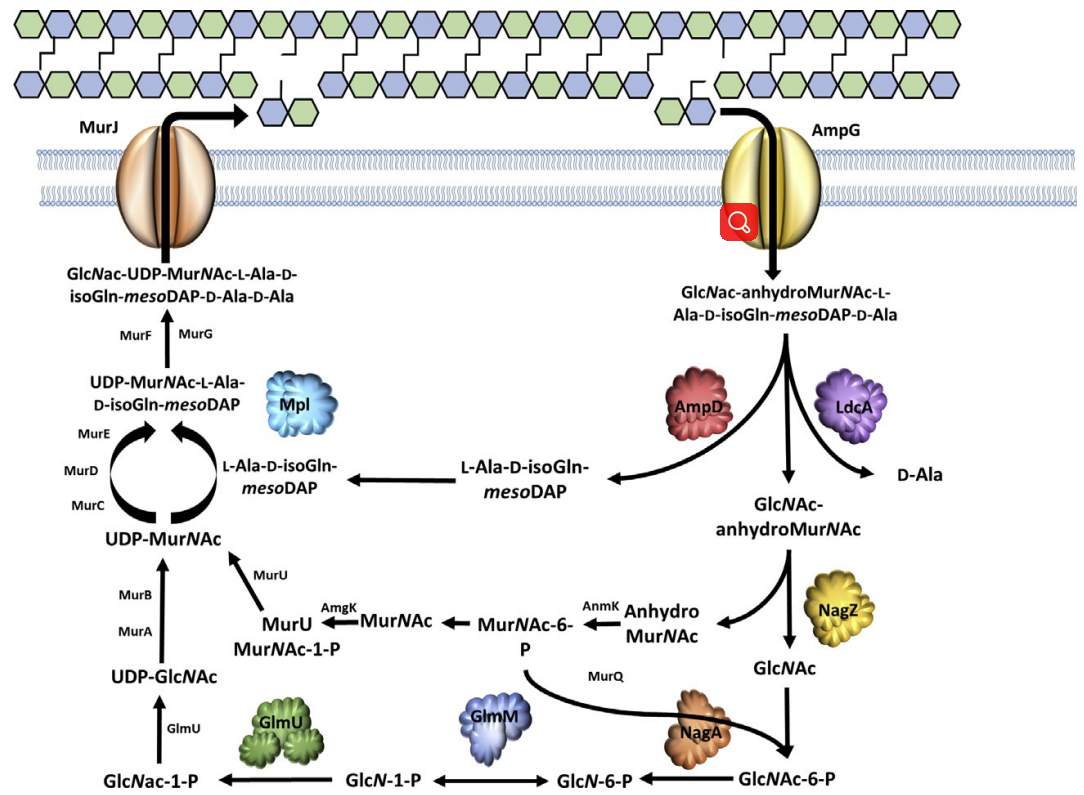 MurJ
AmpG
GlcNac-UDP-MurNAc-L-Ala-D-
isoGln-mesoDAP-D-Ala-D-Ala
GlcNac-anhydroMurNAc-L-
Ala-D-isoGln-mesoDAP-D-Ala
MurF
MurG
UDP-MurNAc-L-Ala-
D-isoGln-mesoDAP
Mpl
AmpD
LdcA
MurE
MurD
MurC
L-Ala-D-isoGln-
mesoDAP
L-Ala-D-isoGln-
mesoDAP
D-Ala
GlcNAc-
anhydroMurNAc
UDP-MurNAc
MurB
MurA
MurU
MurU
MurNAc-1-P
AmgK
MurNAc
MurNAc-6-
P
AnmK
Anhydro
MurNAc
NagZ
GlcNAc
UDP-GlcNAc
MurQ
GlmU
GlmU
GlmM
NagA
GlcNac-1-P
GlcN-1-P
GlcN-6-P
GlcNAc-6-P